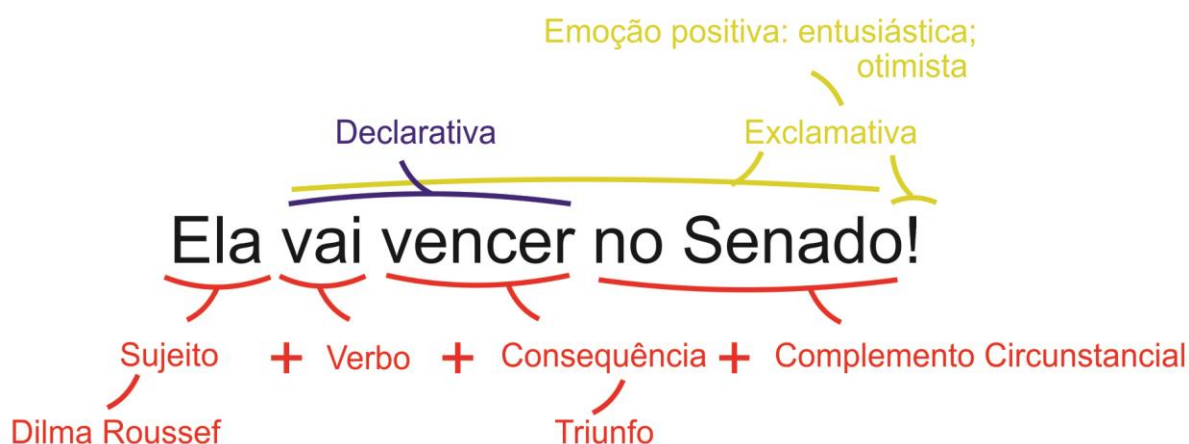 Emoção positiva: entusiástica;
otimista
Declarativa
Exclamativa
Ela vai vencer no Senado!
Sujeito + Verbo + Consequência + Complemento Circunstancial
Dilma Roussef
Triunfo